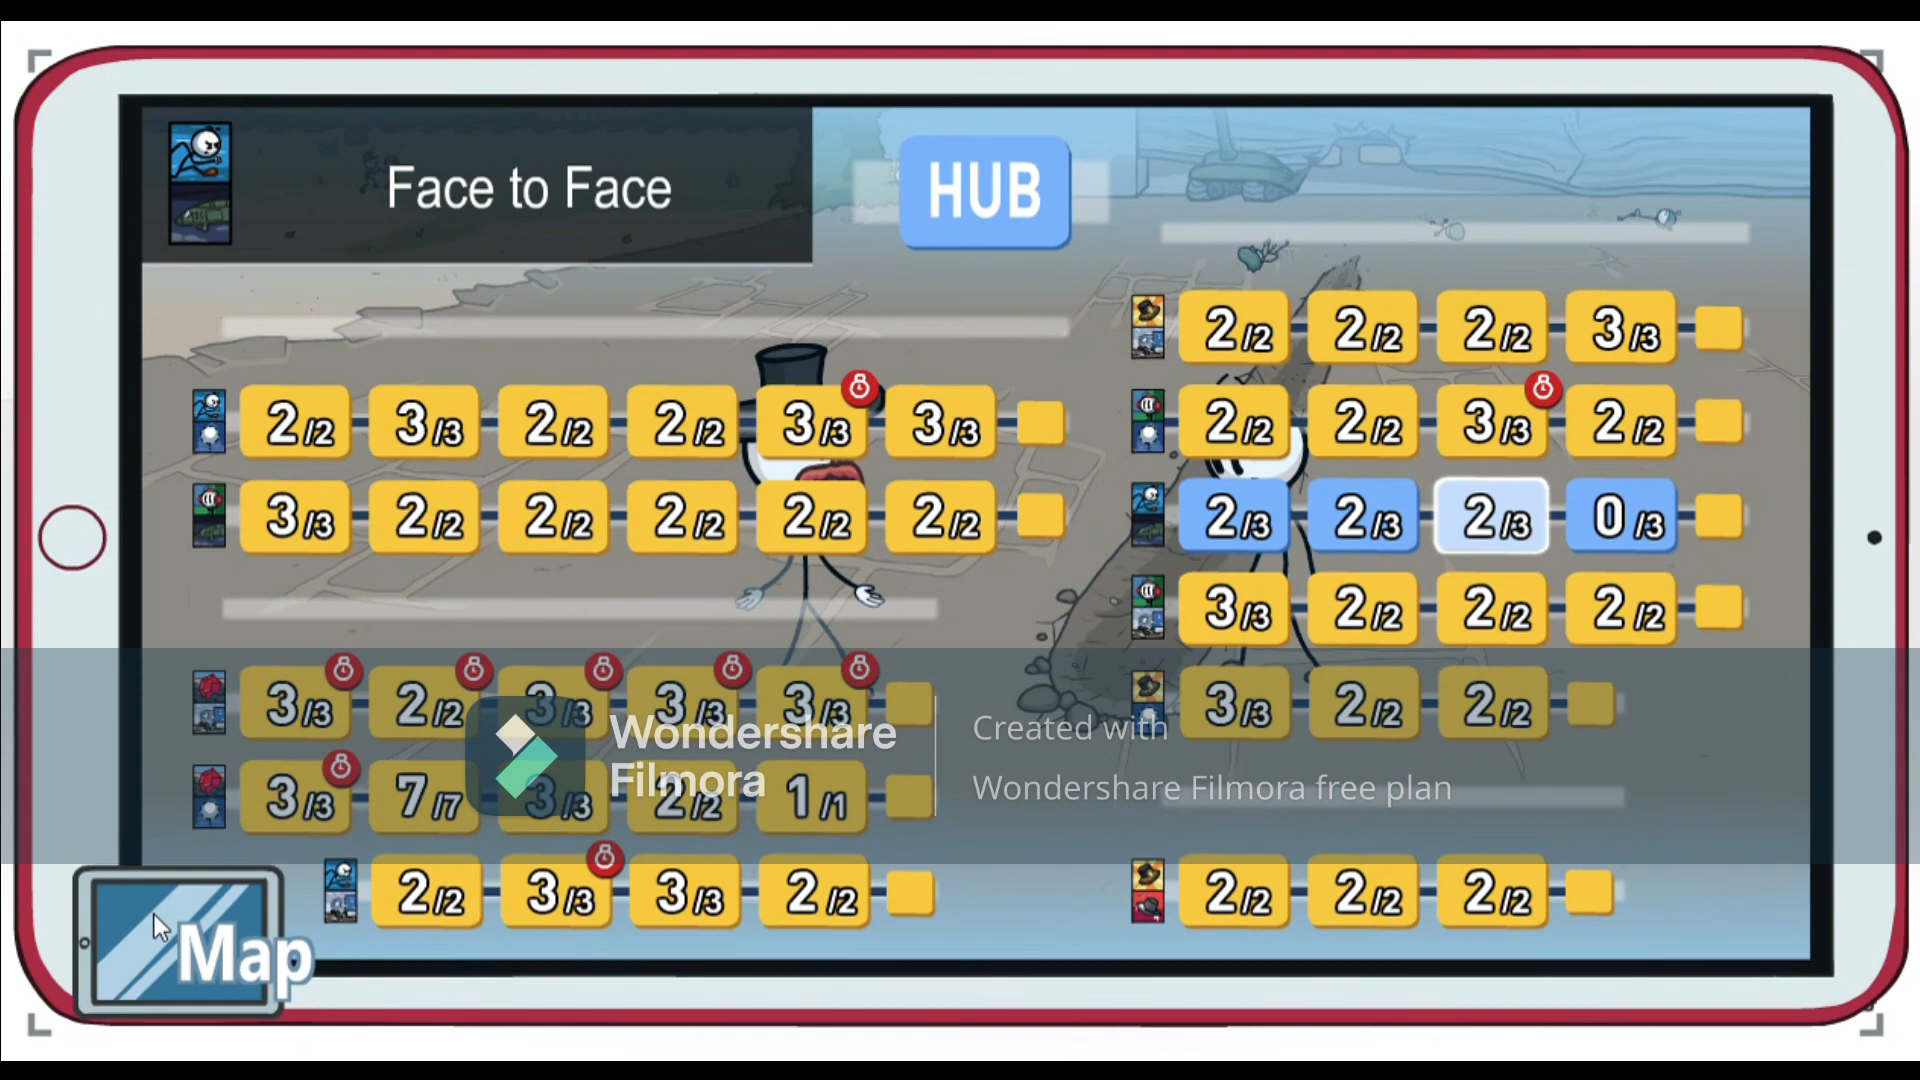 Face to Face
HUB
2/2 2/2 2/2 3/3
2/2 3/3 2/2 2/2 3/3 3/3
2/2 2/2 3/3 2/2
3/3 2/2 2/2 2/2 2/2 2/2
2/3 2/3 2/3 0/3
3/3 2/2 2/2 2/2
3/3 2/2 3/3 3/3 3/3
3/3 2/2 2/2
Wondershare
Filmora
Created with
Wondershare Filmora free plan
3/3 7/7 3/3 2/2 1/1
2/2 3/3 3/3 2/2
2/2 2/2 2/2
Map